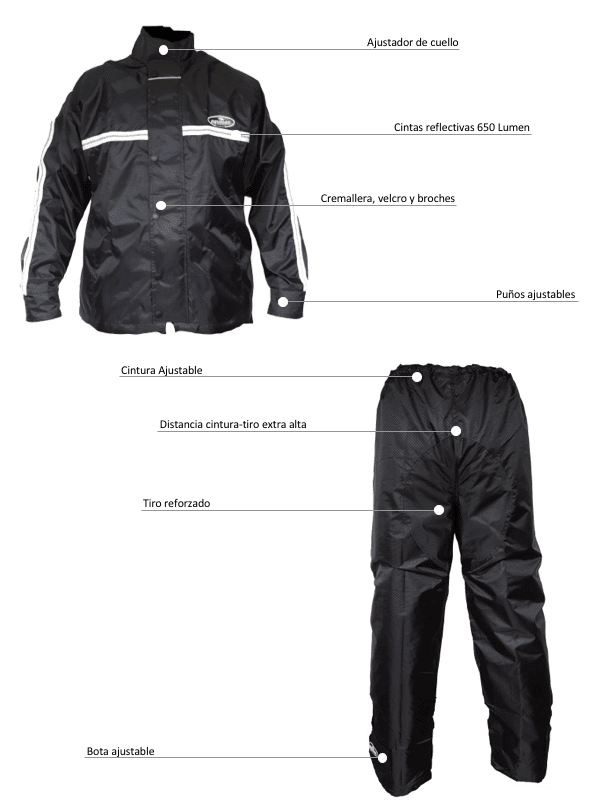 Ajustador de cuello
Cintas reflectivas 650 Lumen
Cremallera, velcro y broches
Puños ajustables
Cintura Ajustable
Distancia cintura-tiro extra alta
Tiro reforzado
Bota ajustable